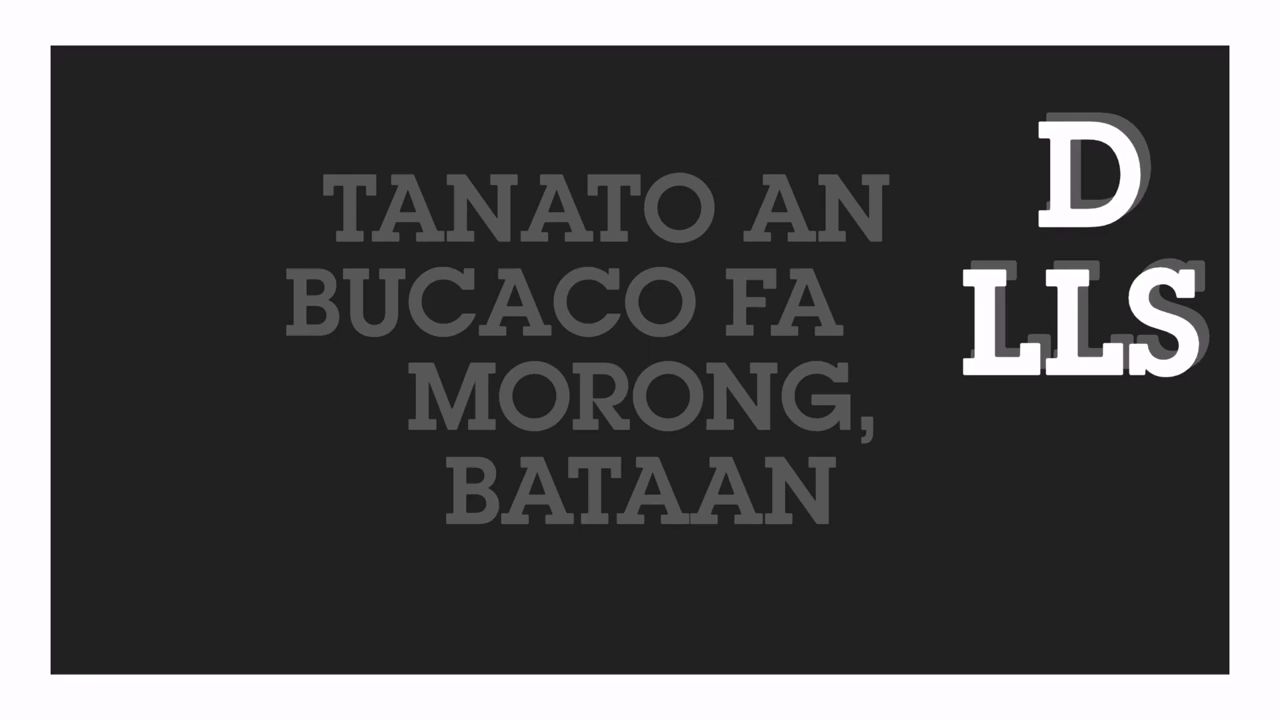 TANATO AN
BUCACO FA
MORONG,
BATAAN
D
LLS